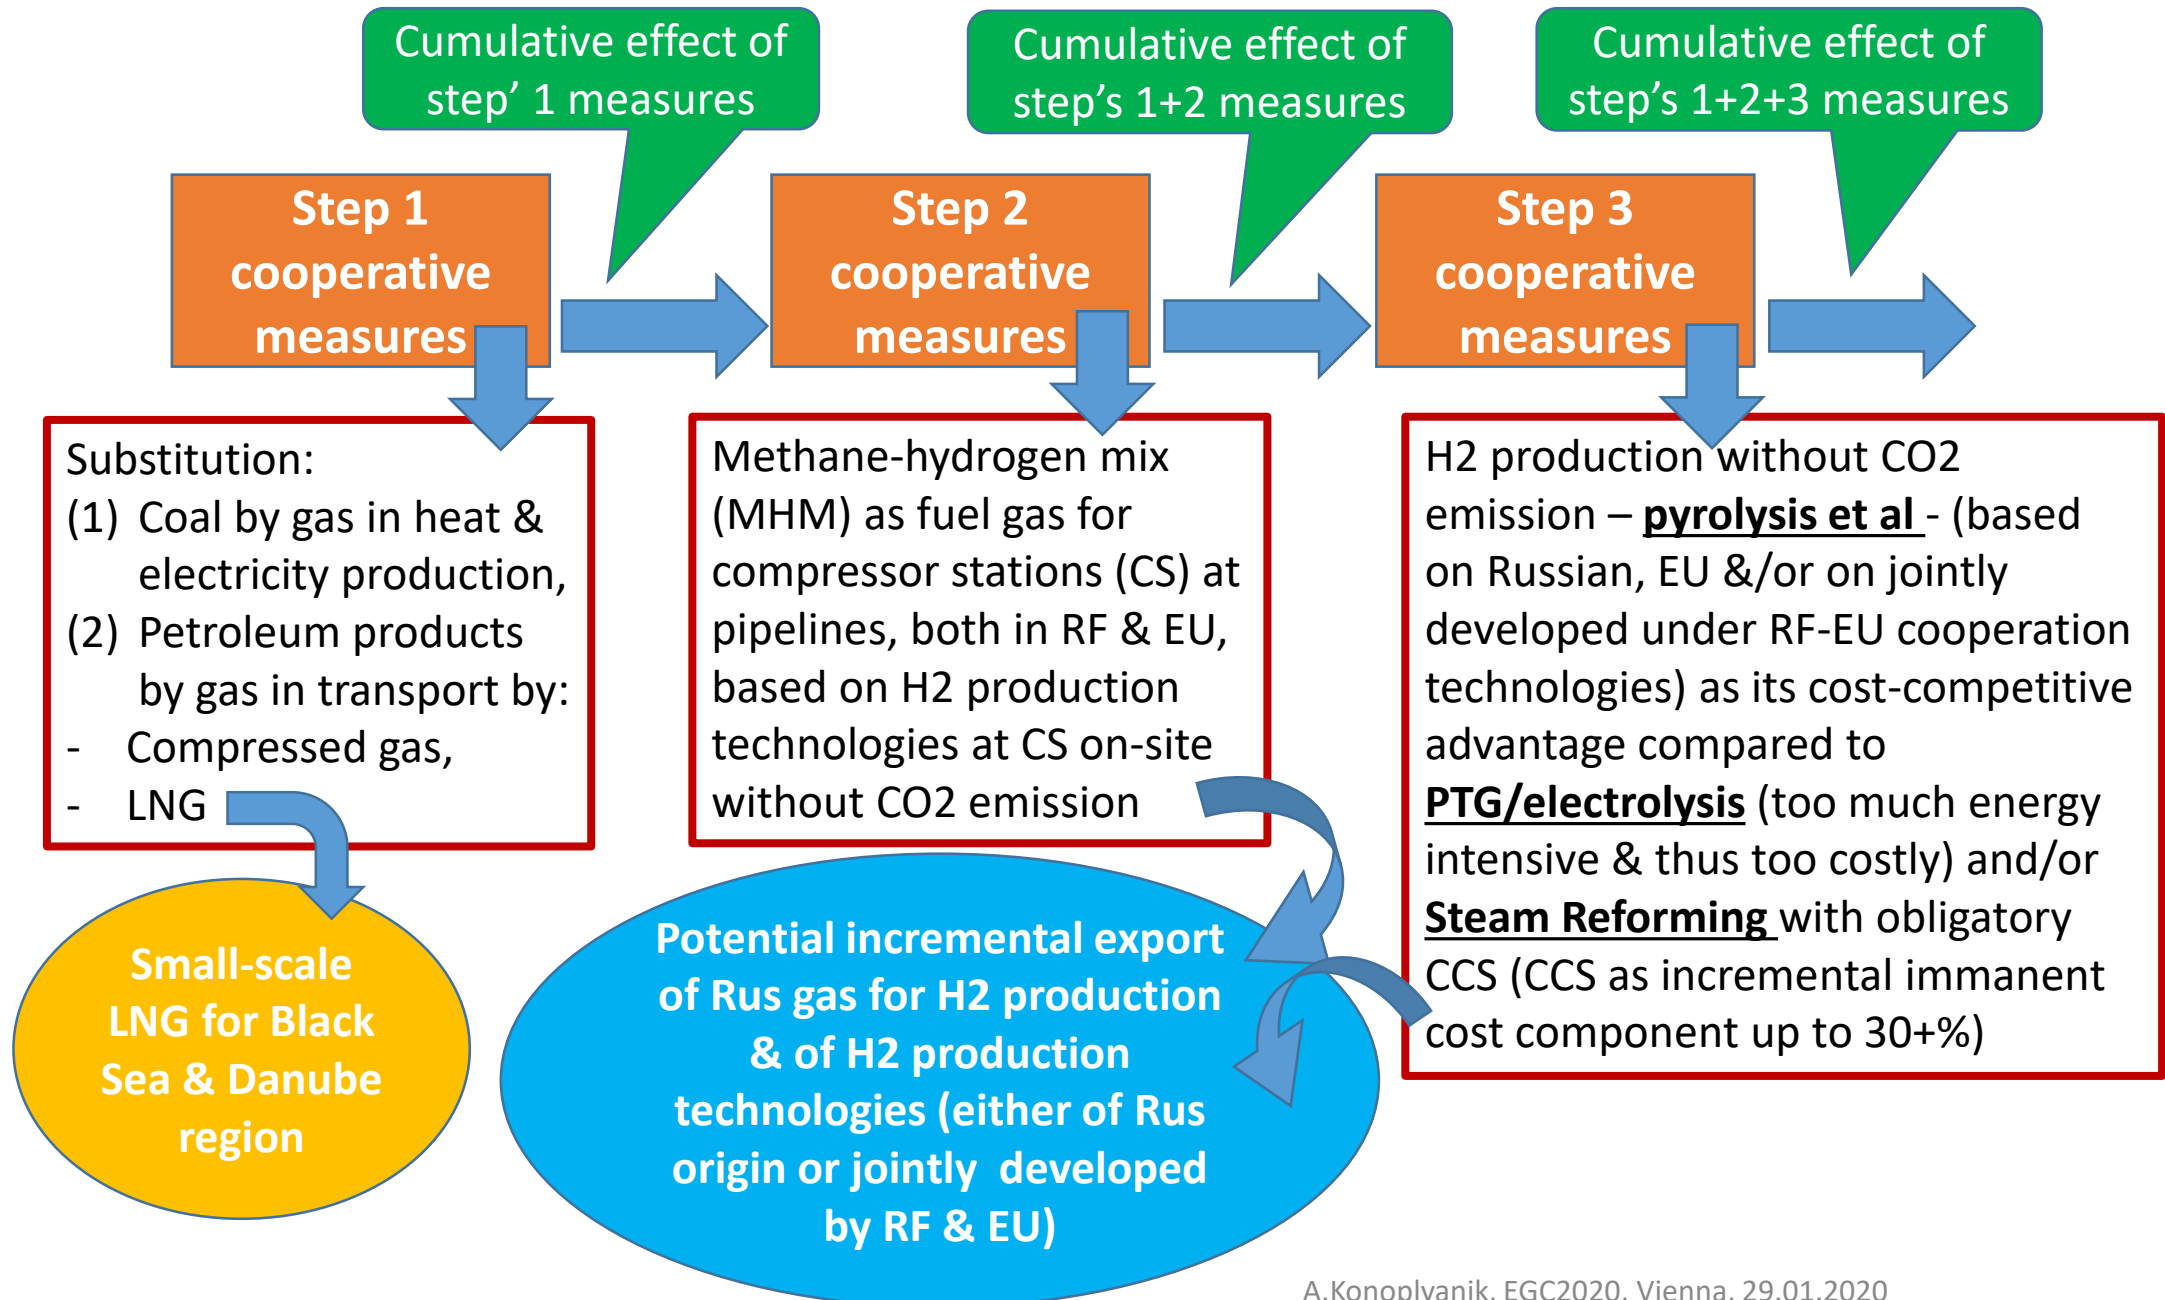 Cumulative effect of
step’ 1 measures
Cumulative effect of
step’s 1+2 measures
Cumulative effect of
step’s 1+2+3 measures
Step 1
cooperative
measures
Step 2
cooperative
measures
Step 3
cooperative
measures
Substitution:
(1) Coal by gas in heat &
electricity production,
(2) Petroleum products
by gas in transport by:
- Compressed gas,
- LNG
Methane-hydrogen mix
(MHM) as fuel gas for
compressor stations (CS) at
pipelines, both in RF & EU,
based on H2 production
technologies at CS on-site
without CO2 emission
H2 production without CO2
emission – pyrolysis et al - (based
on Russian, EU &/or on jointly
developed under RF-EU cooperation
technologies) as its cost-competitive
advantage compared to
PTG/electrolysis (too much energy
intensive & thus too costly) and/or
Steam Reforming with obligatory
CCS (CCS as incremental immanent
cost component up to 30+%)
Small-scale
LNG for Black
Sea & Danube
region
Potential incremental export
of Rus gas for H2 production
& of H2 production
technologies (either of Rus
origin or jointly developed
by RF & EU)
A.Konoplyanik, EGC2020, Vienna, 29.01.2020